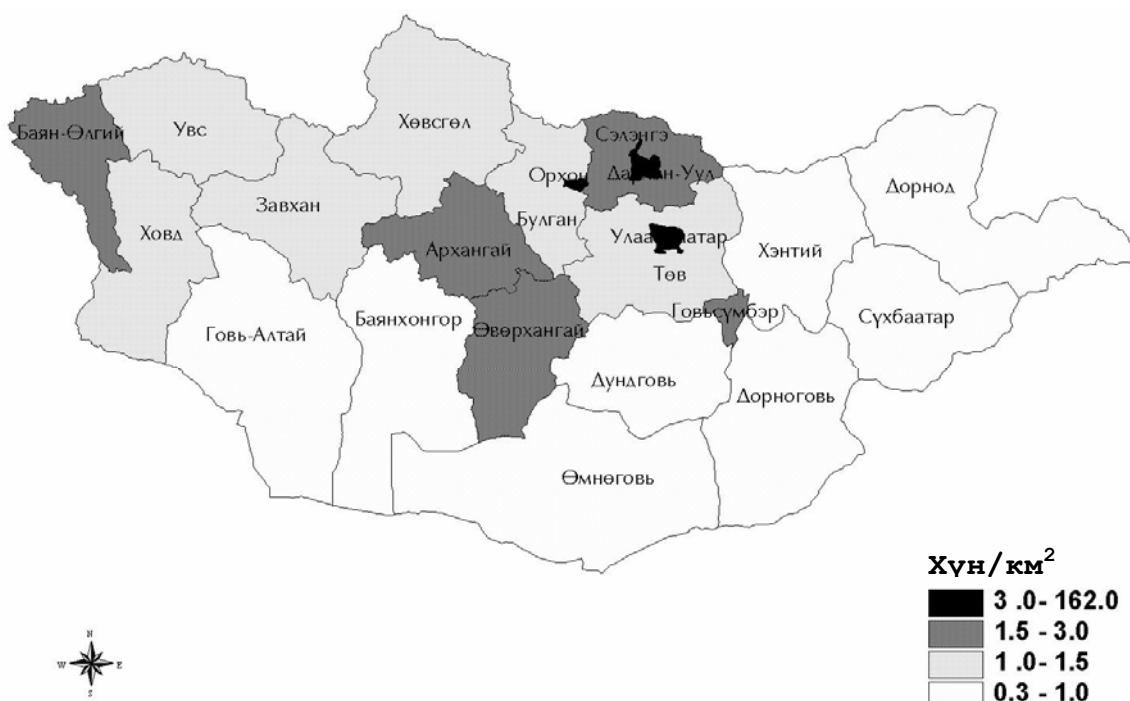 Хөвсгөл
Увс
Баян-Өлгий
Сэлэнгэ
Орхон
Дархан-Уул
Дорнод
Завхан
Булган
Ховд
Архангай
Улаанбаатар
Хэнтий
Төв
Говьсүмбэр
Сүхбаатар
Баянхонгор
Өвөрхангай
Говь-Алтай
Дундговь
Дорноговь
Өмнөговь
Хүн/км²
3 .0- 162.0
1.5 - 3.0
1 .0- 1.5
0.3 - 1.0
N
W E
S